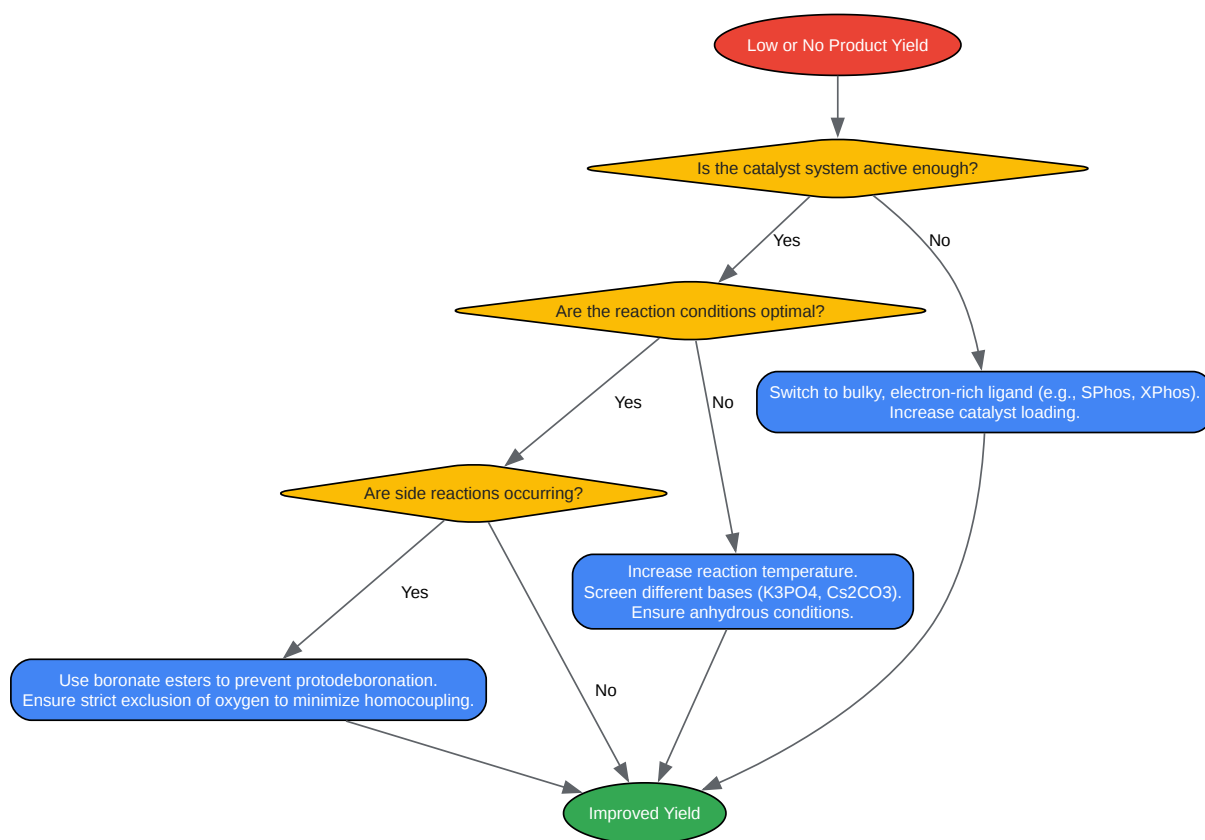 Low or No Product Yield
Is the catalyst system active enough?
Yes
No
Are the reaction conditions optimal?
Switch to bulky, electron-rich ligand (e.g., SPhos, XPhos).
Increase catalyst loading.
Yes
No
Are side reactions occurring?
Increase reaction temperature.
Screen different bases (K3PO4, Cs2CO3).
Ensure anhydrous conditions.
Yes
No
Use boronate esters to prevent protodeboronation.
Ensure strict exclusion of oxygen to minimize homocoupling.
Improved Yield